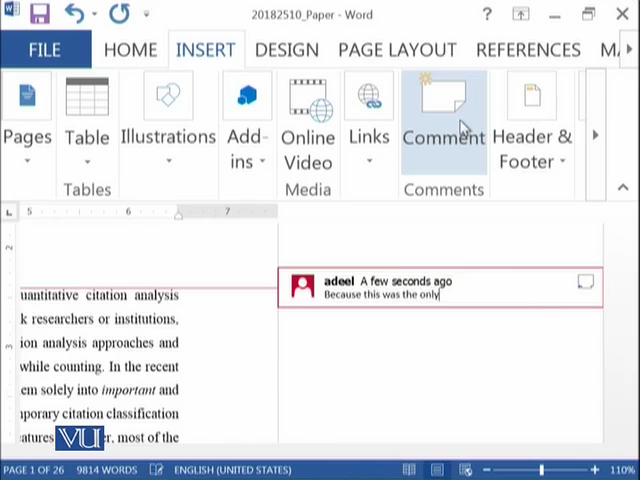 20182510_Paper - Word
?
FILE HOME INSERT DESIGN PAGE LAYOUT REFERENCES
Pages Table Illustrations Add-ins Online Video Links Comment Header & Footer
Tables Media Comments
5 6 7
2
3
adeel A few seconds ago
Because this was the only
uantitative citation analysis
k researchers or institutions,
ion analysis approaches and
while counting. In the recent
em solely into important and
porary citation classification
atures VU r, most of the
PAGE 1 OF 26 9814 WORDS ENGLISH (UNITED STATES) 110%